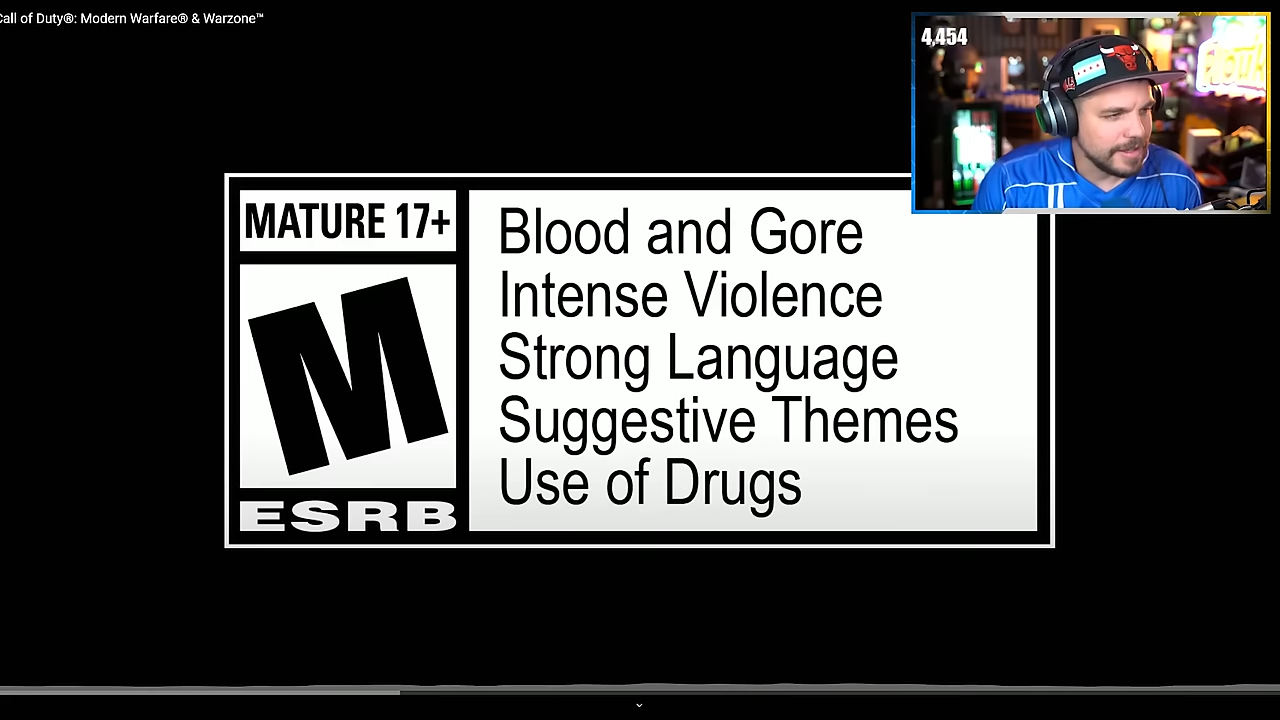 Call of Duty®: Modern Warfare® & Warzone™
4,454
MATURE 17+
M
ESRB
Blood and Gore
Intense Violence
Strong Language
Suggestive Themes
Use of Drugs